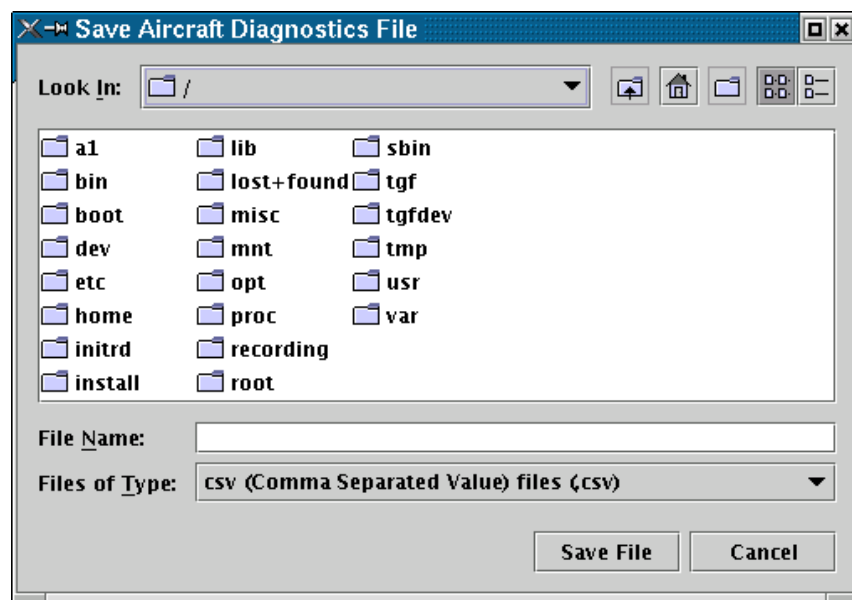 Save Aircraft Diagnostics File
Look In: /
a1 lib sbin
bin lost+found tgf
boot misc tgfdev
dev mnt tmp
etc opt usr
home proc var
initrd recording
install root
File Name:
Files of Type: csv (Comma Separated Value) files (,csv)
Save File Cancel